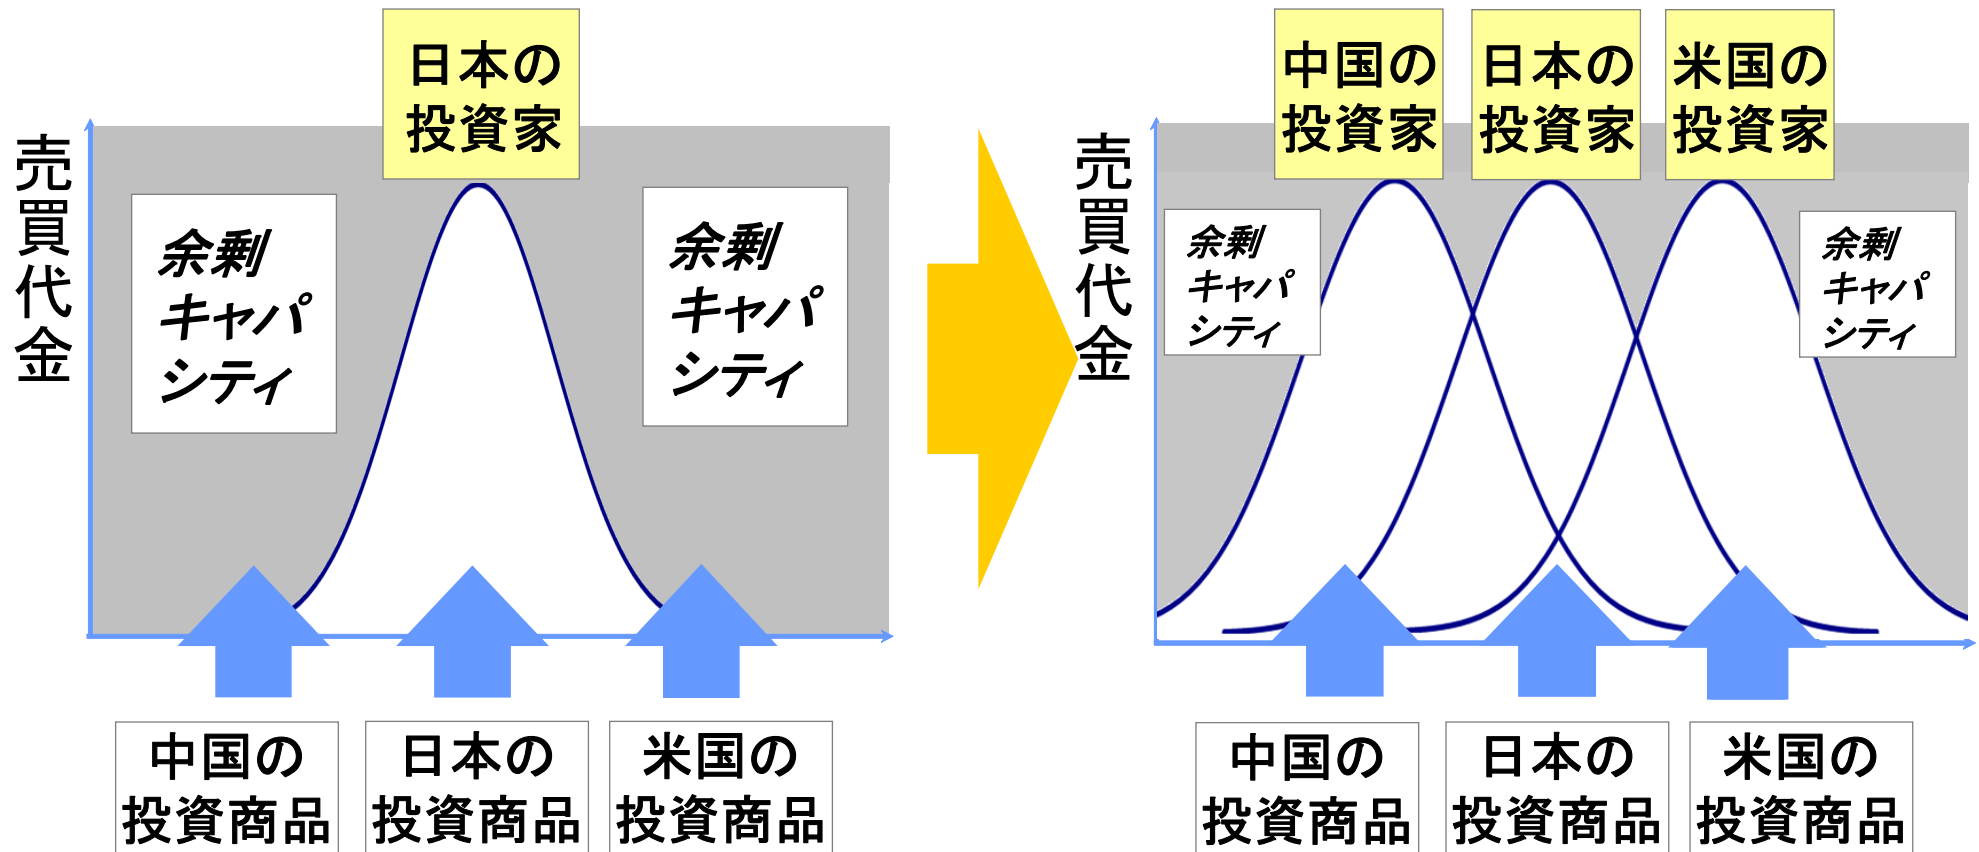 日本の
投資家
売買代金
余剰
キャパ
シティ
余剰
キャパ
シティ
中国の
投資商品
日本の
投資商品
米国の
投資商品
中国の
投資家
日本の
投資家
米国の
投資家
売買代金
余剰
キャパ
シティ
余剰
キャパ
シティ
中国の
投資商品
日本の
投資商品
米国の
投資商品